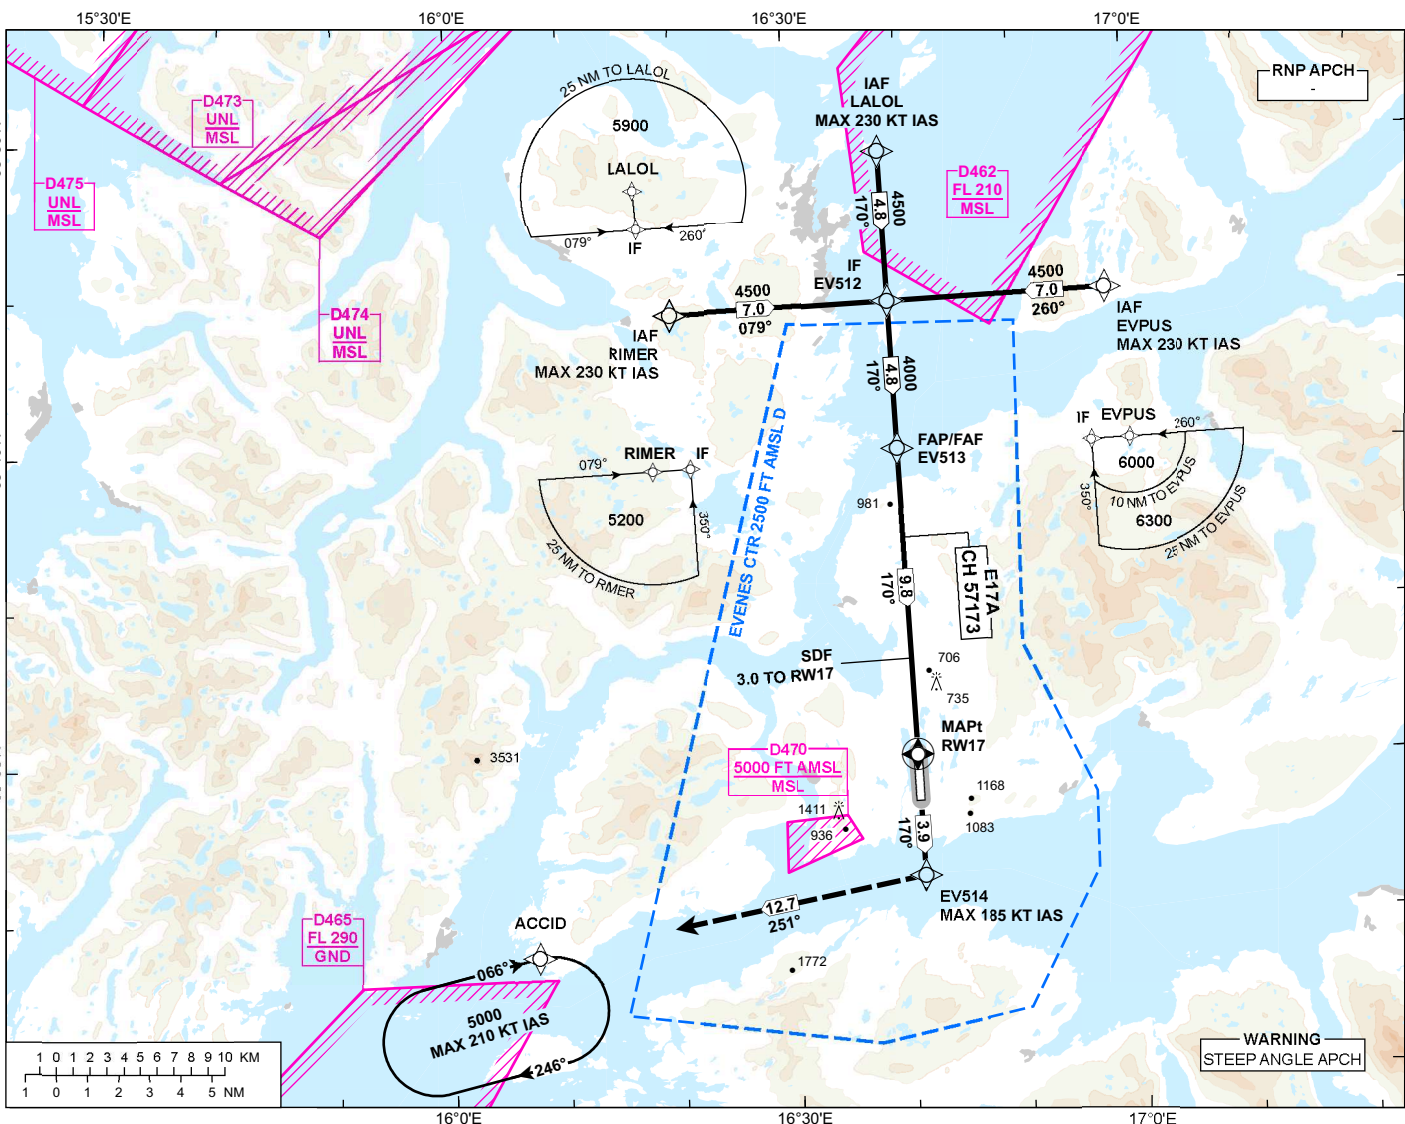 15°30'E
16°0'E
16°30'E
17°0'E
RNP APCH
-
IAF
LALOL
MAX 230 KT IAS
25 NM TO LALOL
5900
LALOL
079°
IF
260°
D473
UNL
MSL
D475
UNL
MSL
D474
UNL
MSL
D462
FL 210
MSL
4500
4.8
170°
IF
EV512
4500
7.0
079°
4500
7.0
260°
IAF
RIMER
MAX 230 KT IAS
IAF
EVPUS
MAX 230 KT IAS
4000
4.8
170°
FAP/FAF
EV513
IF
EVPUS
260°
6000
10 NM TO EVPUS
350°
6300
25 NM TO EVPUS
RIMER
IF
079°
5200
350°
25 NM TO RIMER
EVENES CTR 2500 FT AMSL D
981
E17A
CH 57173
9.8
170°
SDF
3.0 TO RW17
706
735
MAPt
RW17
3531
D470
5000 FT AMSL
MSL
1411
936
1168
1083
3.9
170°
EV514
MAX 185 KT IAS
12.7
251°
D465
FL 290
GND
ACCID
066°
5000
MAX 210 KT IAS
246°
1772
WARNING
STEEP ANGLE APCH
1 0 1 2 3 4 5 6 7 8 9 10 KM
1 0 1 2 3 4 5 NM
16°0'E
16°30'E
17°0'E